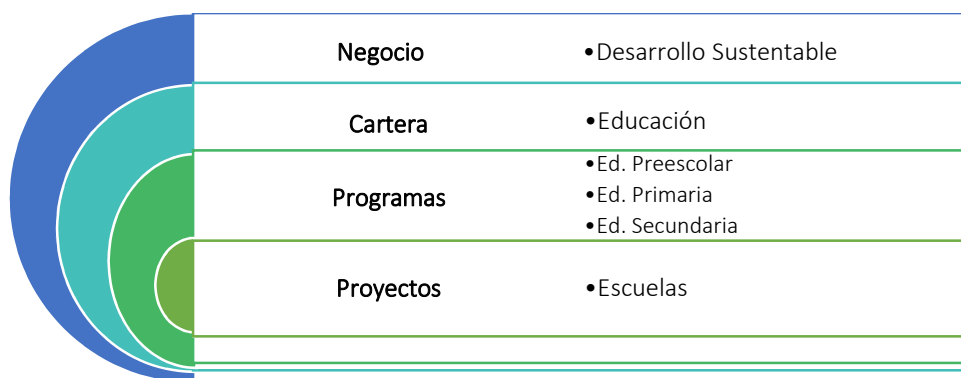 Negocio •Desarrollo Sustentable
Cartera •Educación
•Ed. Preescolar
Programas •Ed. Primaria
•Ed. Secundaria
Proyectos •Escuelas